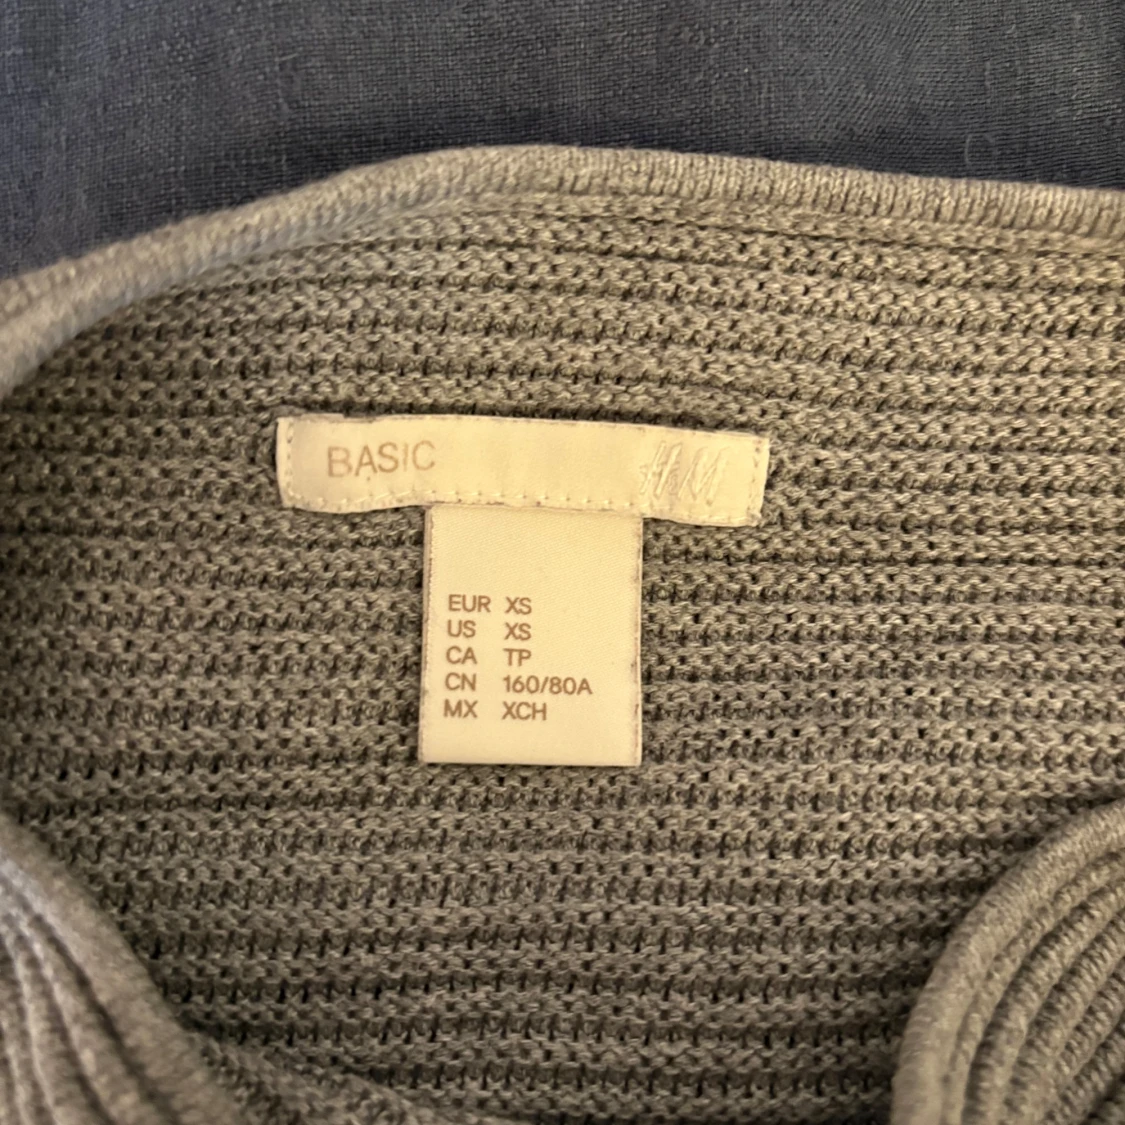 BASIC H&M
EUR XS
US XS
CA TP
CN 160/80A
MX XCH